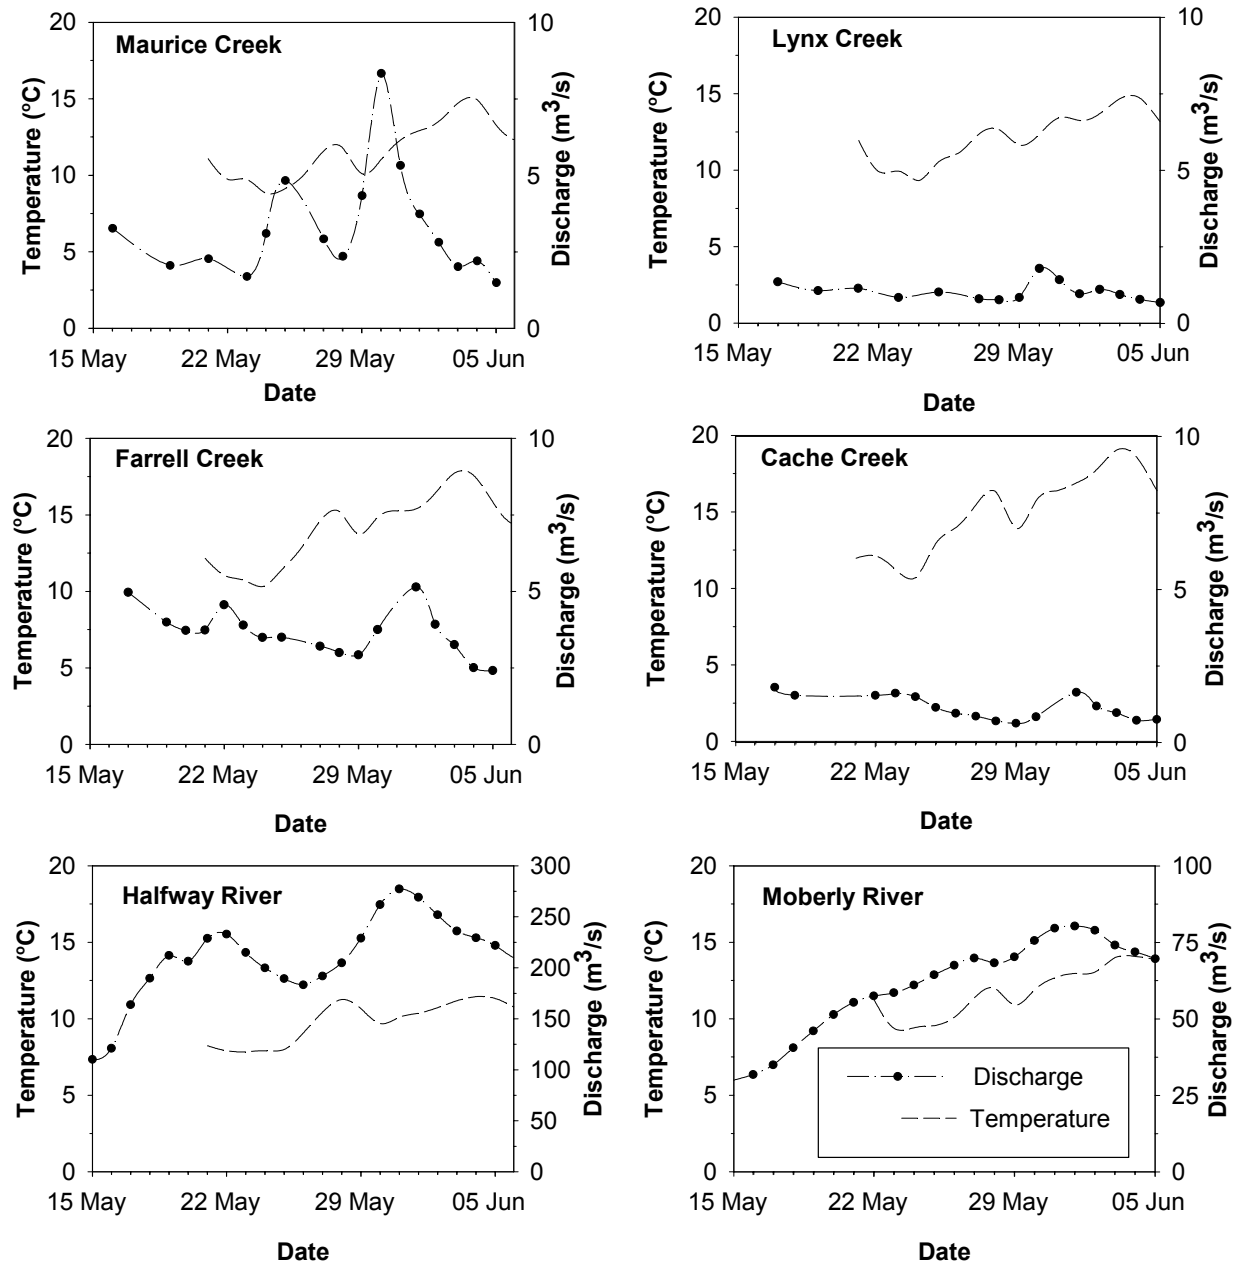 Maurice Creek
Temperature (°C)
20
15
10
5
0
10
5
0
Discharge (m³/s)
15 May 22 May 29 May 05 Jun
Date
Lynx Creek
Temperature (°C)
20
15
10
5
0
10
5
0
Discharge (m³/s)
15 May 22 May 29 May 05 Jun
Date
Farrell Creek
Temperature (°C)
20
15
10
5
0
10
5
0
Discharge (m³/s)
15 May 22 May 29 May 05 Jun
Date
Cache Creek
Temperature (°C)
20
15
10
5
0
10
5
0
Discharge (m³/s)
15 May 22 May 29 May 05 Jun
Date
Halfway River
Temperature (°C)
20
15
10
5
0
300
250
200
150
100
50
0
Discharge (m³/s)
15 May 22 May 29 May 05 Jun
Date
Moberly River
Temperature (°C)
20
15
10
5
0
100
75
50
25
0
Discharge (m³/s)
Discharge
Temperature
15 May 22 May 29 May 05 Jun
Date